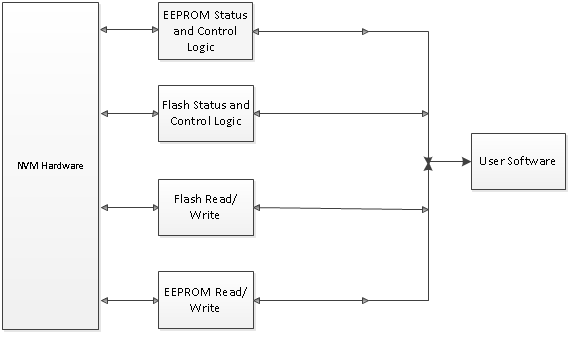 EEPROM Status
and Control
Logic
Flash Status and
Control Logic
NVM Hardware
User Software
Flash Read/
Write
EEPROM Read/
Write